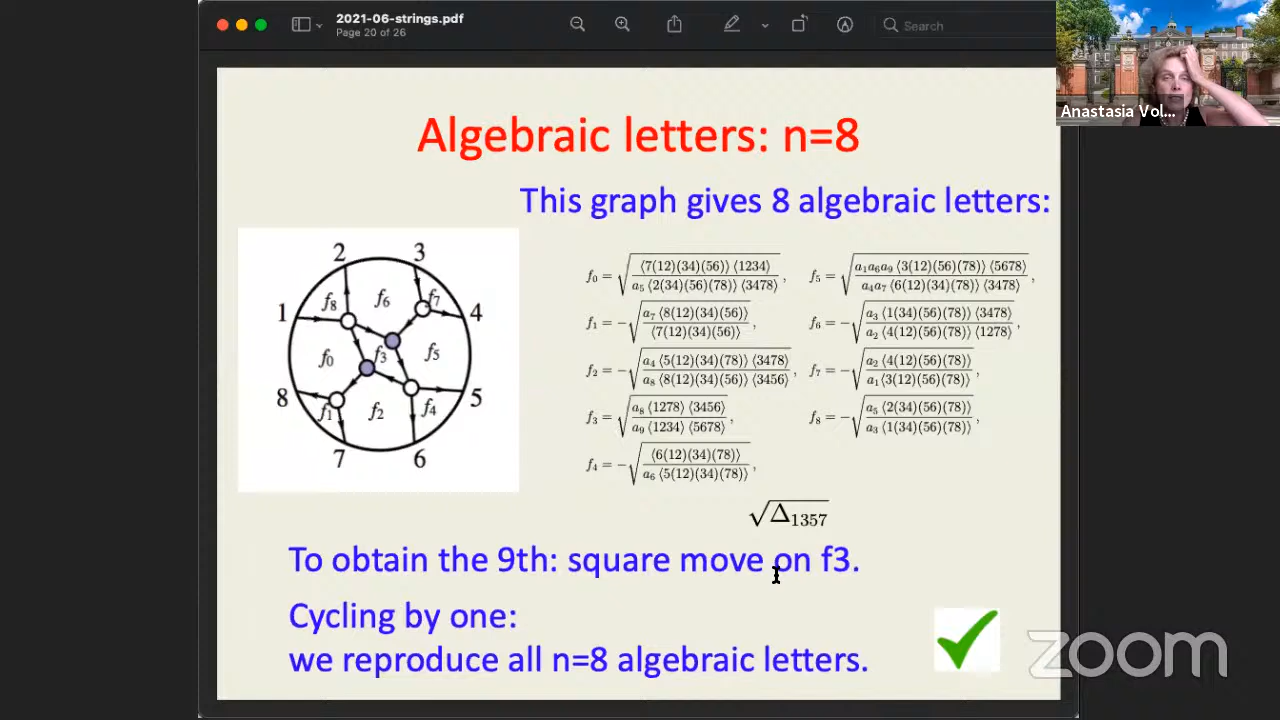 2021-06-strings.pdf
Page 20 of 26
Search
Anastasia Vol...
Algebraic letters: n=8
This graph gives 8 algebraic letters:
1 2 3 4 5 6 7 8
f₀ f₁ f₂ f₃ f₄ f₅ f₆ f₇ f₈
f₀ = √(⟨7(12)(34)(56)⟩ ⟨1234⟩ / a₅ ⟨2(34)(56)(78)⟩ ⟨3478⟩),
f₁ = −√(a₇ ⟨8(12)(34)(56)⟩ / ⟨7(12)(34)(56)⟩),
f₂ = −√(a₄ ⟨5(12)(34)(78)⟩ ⟨3478⟩ / a₈ ⟨8(12)(34)(56)⟩ ⟨3456⟩),
f₃ = √(a₈ ⟨1278⟩ ⟨3456⟩ / a₉ ⟨1234⟩ ⟨5678⟩),
f₄ = −√(⟨6(12)(34)(78)⟩ / a₆ ⟨5(12)(34)(78)⟩),
f₅ = √(a₁a₆a₉ ⟨3(12)(56)(78)⟩ ⟨5678⟩ / a₄a₇ ⟨6(12)(34)(78)⟩ ⟨3478⟩),
f₆ = −√(a₃ ⟨1(34)(56)(78)⟩ ⟨3478⟩ / a₂ ⟨4(12)(56)(78)⟩ ⟨1278⟩),
f₇ = −√(a₂ ⟨4(12)(56)(78)⟩ / a₁⟨3(12)(56)(78)⟩),
f₈ = −√(a₅ ⟨2(34)(56)(78)⟩ / a₃ ⟨1(34)(56)(78)⟩),
√Δ₁₃₅₇
To obtain the 9th: square move on f3.
Cycling by one:
we reproduce all n=8 algebraic letters.
zoom